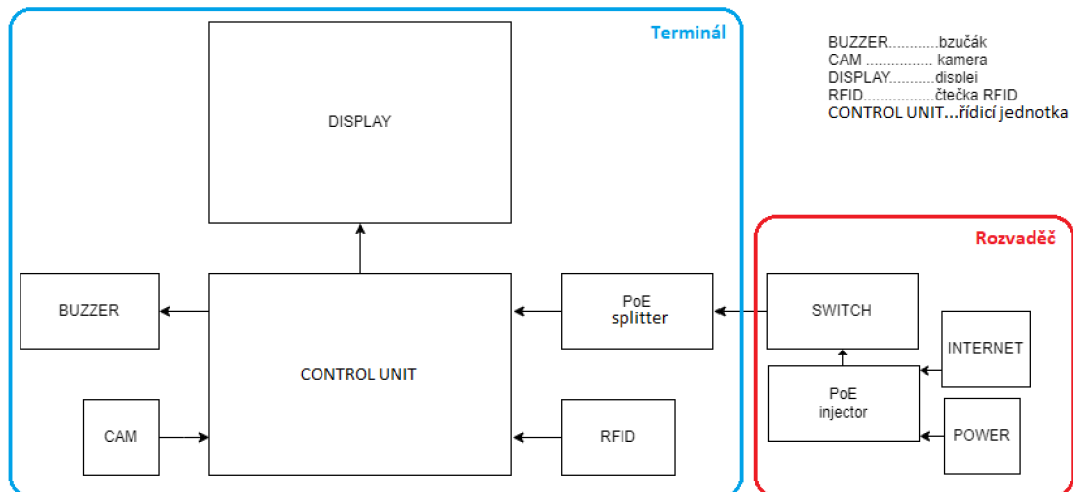 Terminál
DISPLAY
BUZZER
CONTROL UNIT
PoE
splitter
CAM
RFID
BUZZER...........bzučák
CAM ................ kamera
DISPLAY..........displej
RFID.................čtečka RFID
CONTROL UNIT...řídicí jednotka
Rozvaděč
SWITCH
INTERNET
PoE
injector
POWER